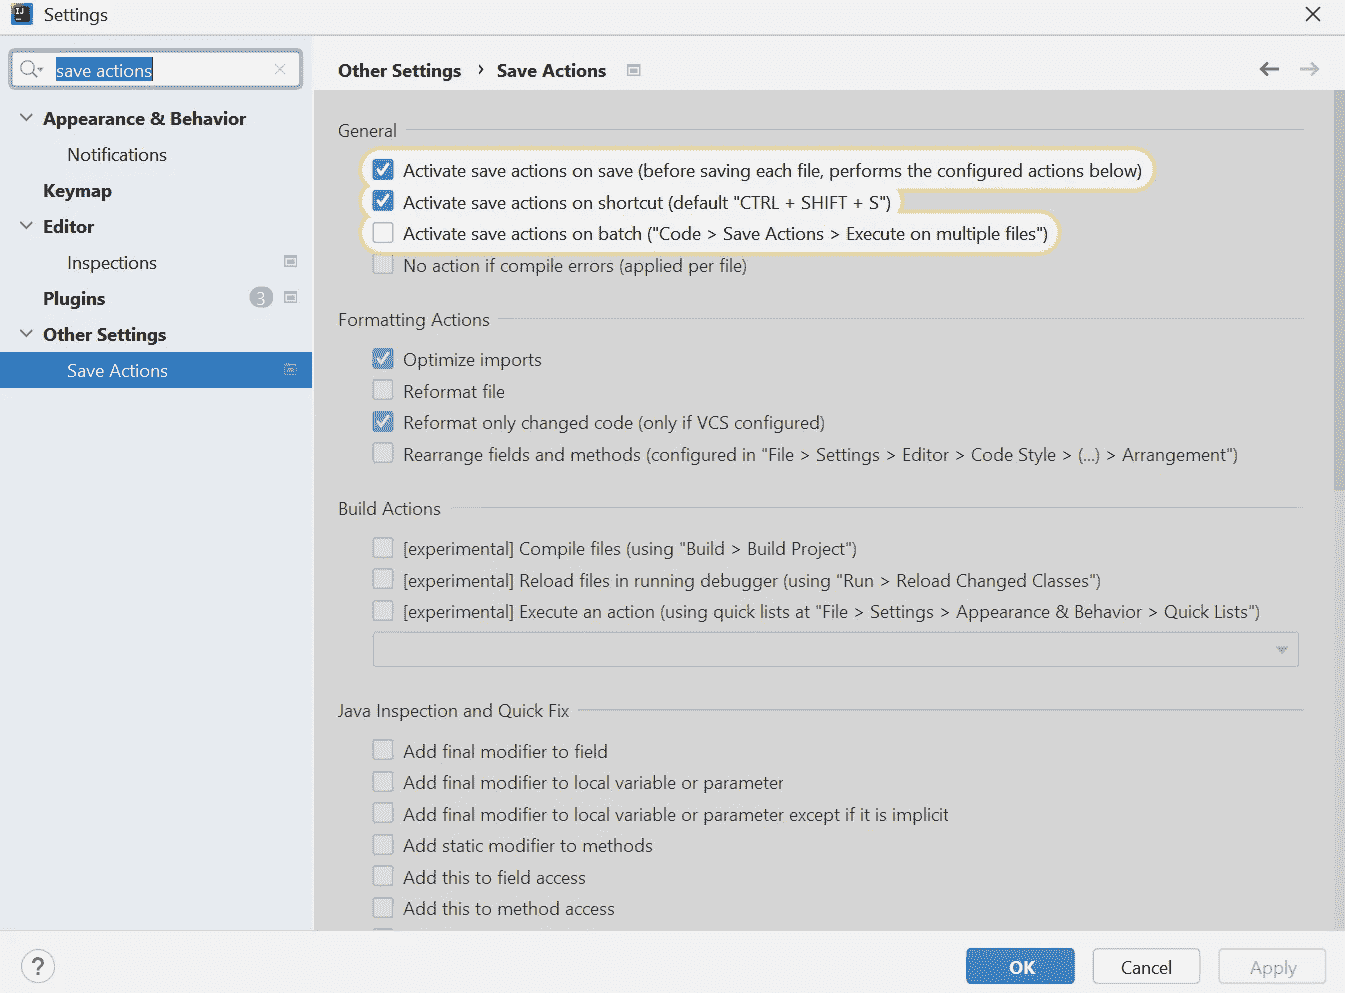 Settings
save actions
Appearance & Behavior
Notifications
Keymap
Editor
Inspections
Plugins 3
Other Settings
Save Actions
Other Settings › Save Actions
General
Activate save actions on save (before saving each file, performs the configured actions below)
Activate save actions on shortcut (default "CTRL + SHIFT + S")
Activate save actions on batch ("Code > Save Actions > Execute on multiple files")
No action if compile errors (applied per file)
Formatting Actions
Optimize imports
Reformat file
Reformat only changed code (only if VCS configured)
Rearrange fields and methods (configured in "File > Settings > Editor > Code Style > (...) > Arrangement")
Build Actions
[experimental] Compile files (using "Build > Build Project")
[experimental] Reload files in running debugger (using "Run > Reload Changed Classes")
[experimental] Execute an action (using quick lists at "File > Settings > Appearance & Behavior > Quick Lists")
Java Inspection and Quick Fix
Add final modifier to field
Add final modifier to local variable or parameter
Add final modifier to local variable or parameter except if it is implicit
Add static modifier to methods
Add this to field access
Add this to method access
?
OK
Cancel
Apply